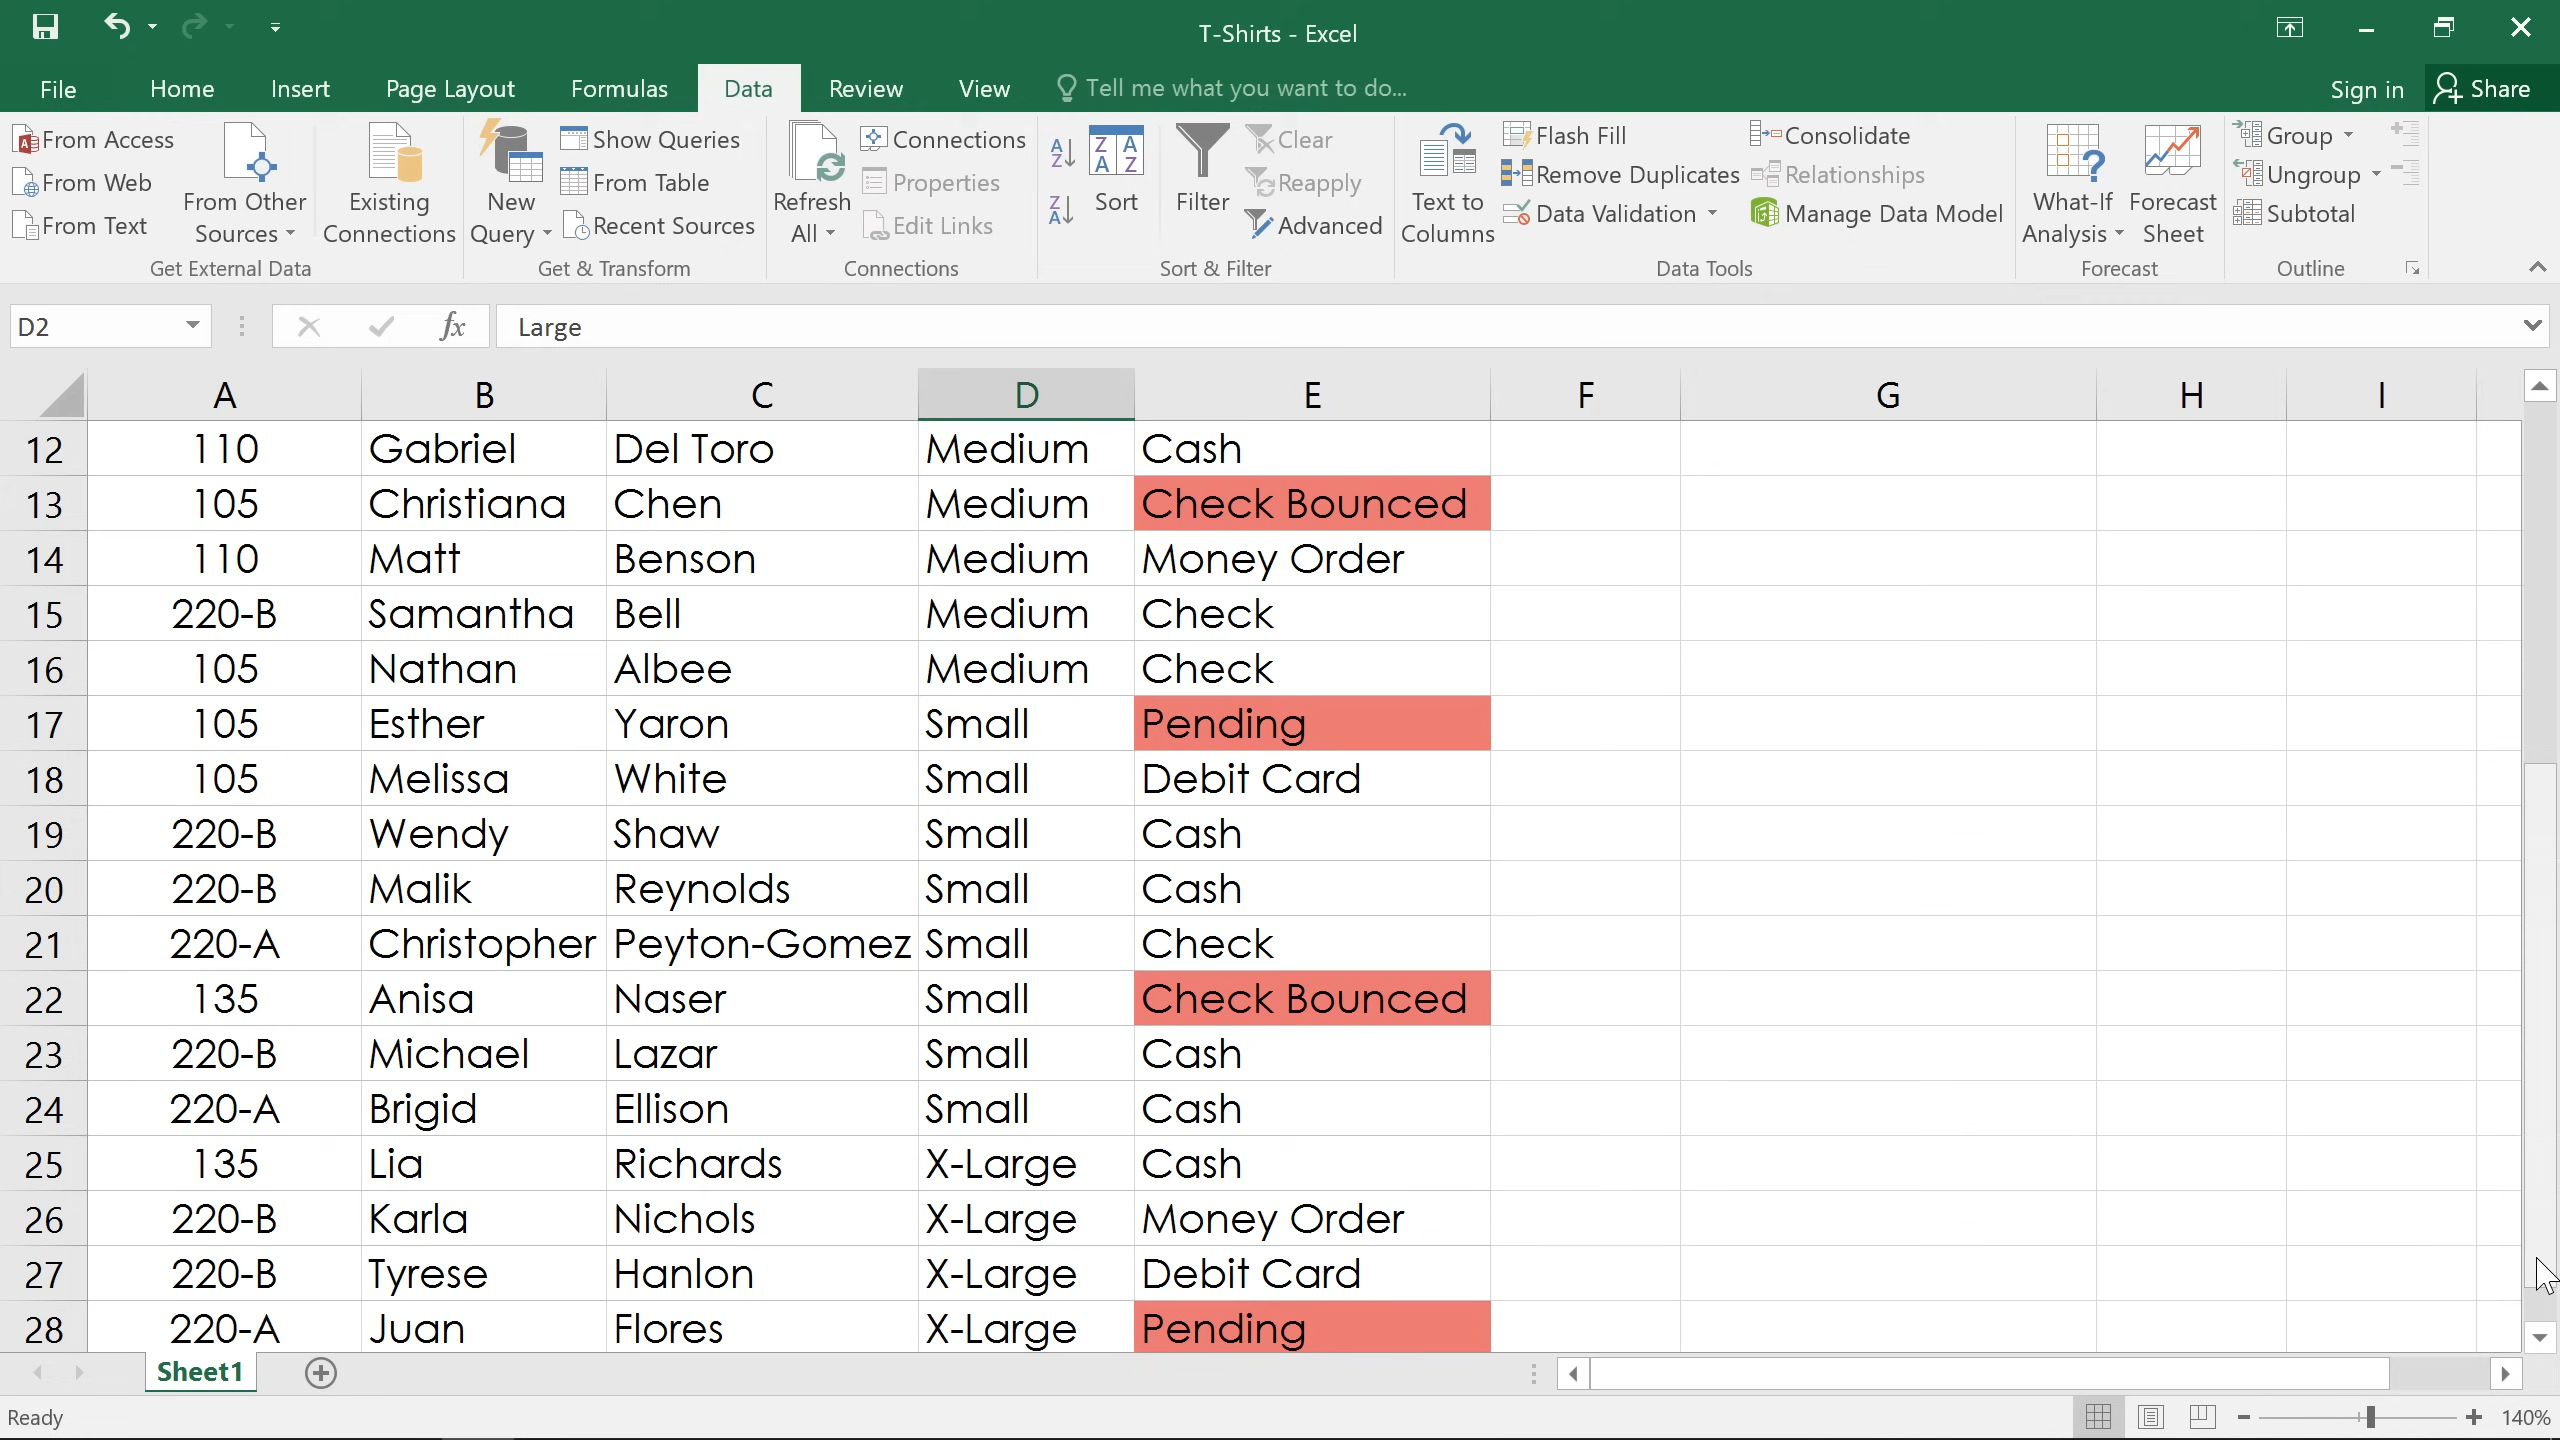 T-Shirts - Excel
File Home Insert Page Layout Formulas Data Review View Tell me what you want to do... Sign in Share
From Access
From Web
From Text
From Other
Sources
Existing
Connections
Get External Data
New
Query
Show Queries
From Table
Recent Sources
Get & Transform
Refresh
All
Connections
Properties
Edit Links
Connections
Sort
Filter
Clear
Reapply
Advanced
Sort & Filter
Text to
Columns
Flash Fill
Remove Duplicates
Data Validation
Consolidate
Relationships
Manage Data Model
Data Tools
What-If
Analysis
Forecast
Sheet
Forecast
Group
Ungroup
Subtotal
Outline
D2 fx Large
A B C D E F G H I
12 110 Gabriel Del Toro Medium Cash
13 105 Christiana Chen Medium Check Bounced
14 110 Matt Benson Medium Money Order
15 220-B Samantha Bell Medium Check
16 105 Nathan Albee Medium Check
17 105 Esther Yaron Small Pending
18 105 Melissa White Small Debit Card
19 220-B Wendy Shaw Small Cash
20 220-B Malik Reynolds Small Cash
21 220-A Christopher Peyton-Gomez Small Check
22 135 Anisa Naser Small Check Bounced
23 220-B Michael Lazar Small Cash
24 220-A Brigid Ellison Small Cash
25 135 Lia Richards X-Large Cash
26 220-B Karla Nichols X-Large Money Order
27 220-B Tyrese Hanlon X-Large Debit Card
28 220-A Juan Flores X-Large Pending
Sheet1
Ready 140%